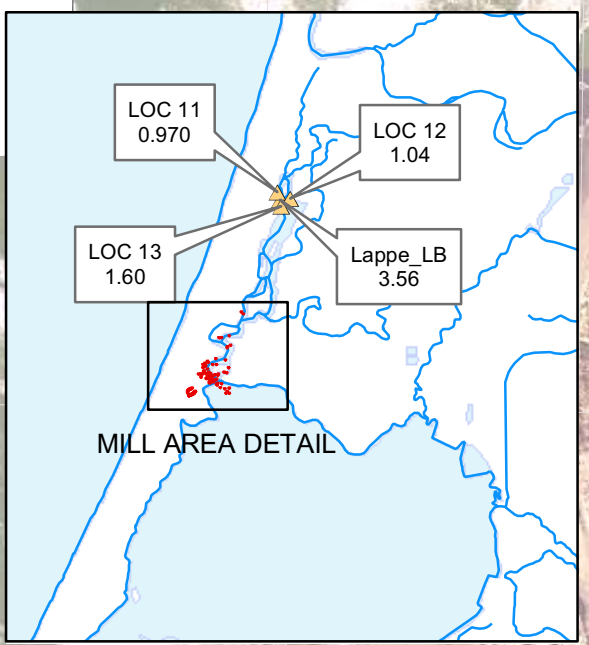 LOC 11
0.970
LOC 12
1.04
LOC 13
1.60
Lappe_LB
3.56
MILL AREA DETAIL